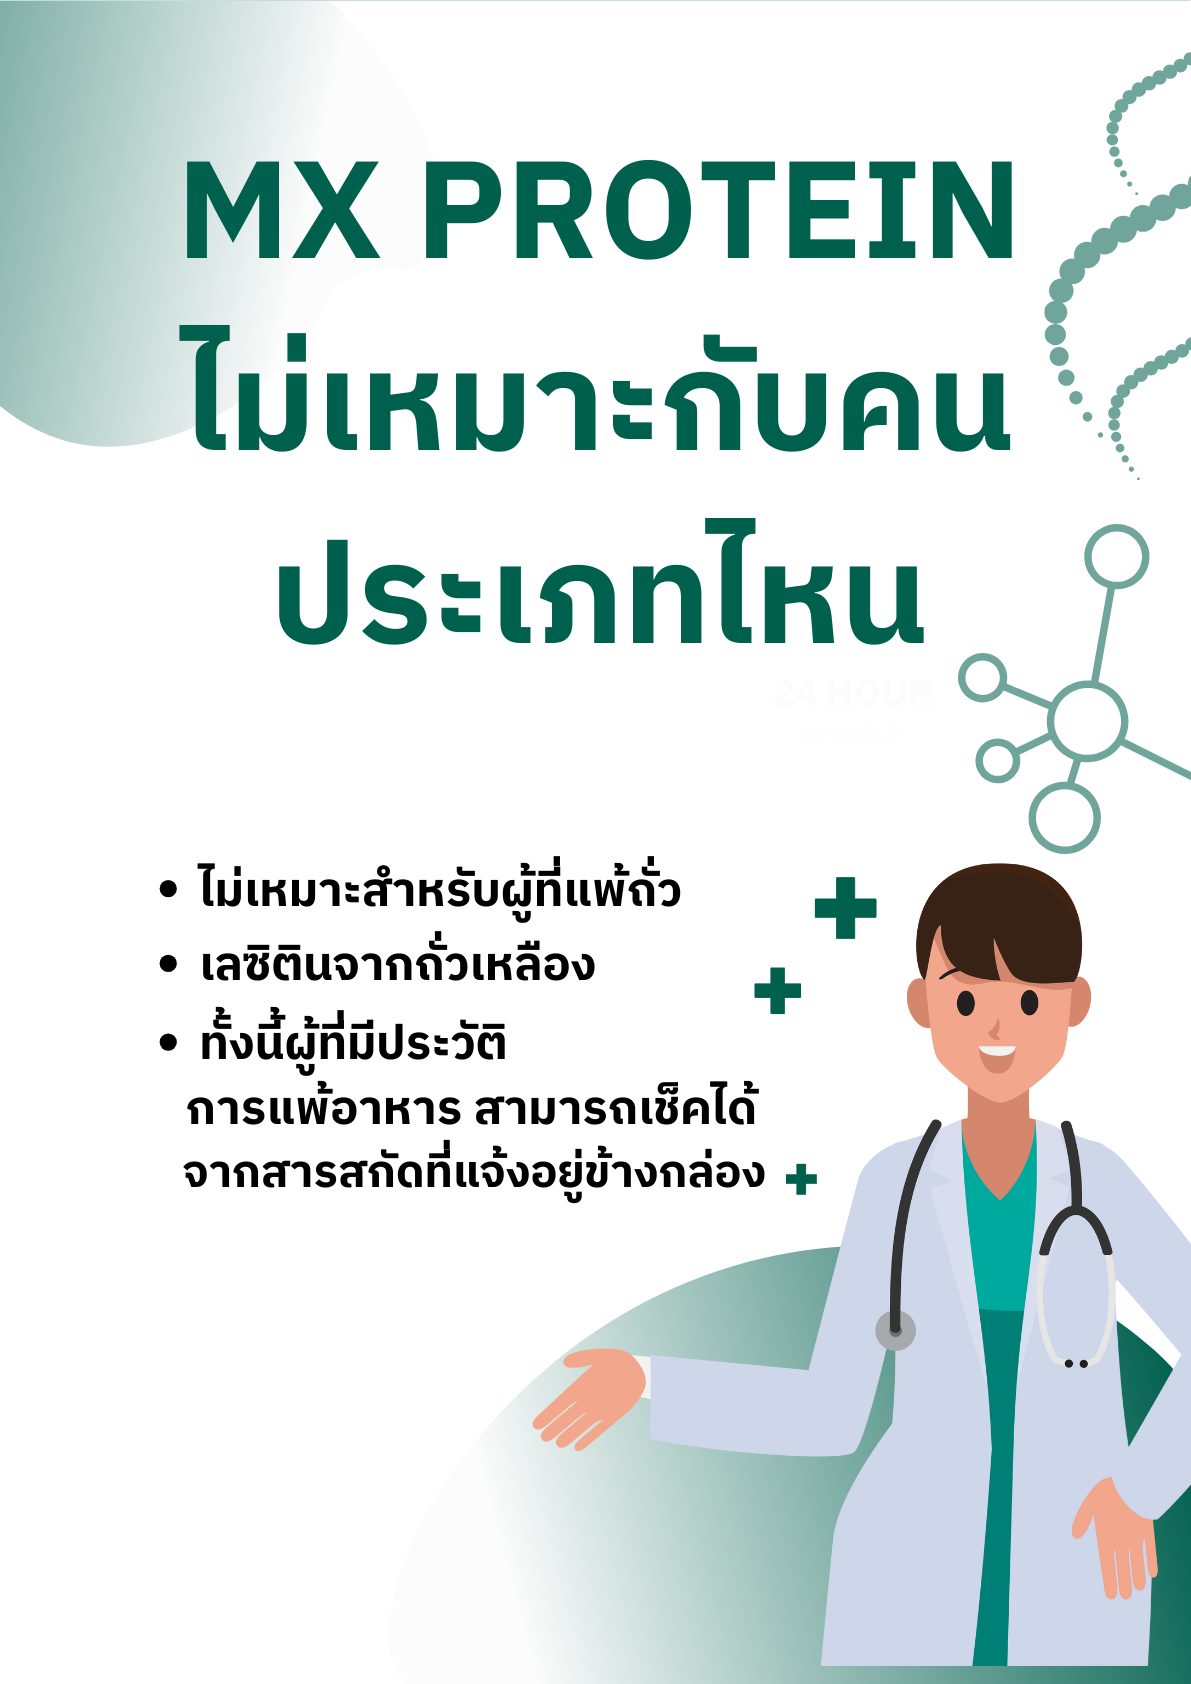 MX PROTEIN
ไม่เหมาะกับคน
ประเภทไหน
24 HOUR
• ไม่เหมาะสำหรับผู้ที่แพ้ถั่ว
• เลซิตินจากถั่วเหลือง
• ทั้งนี้ผู้ที่มีประวัติ
การแพ้อาหาร สามารถเช็คได้
จากสารสกัดที่แจ้งอยู่ข้างกล่อง